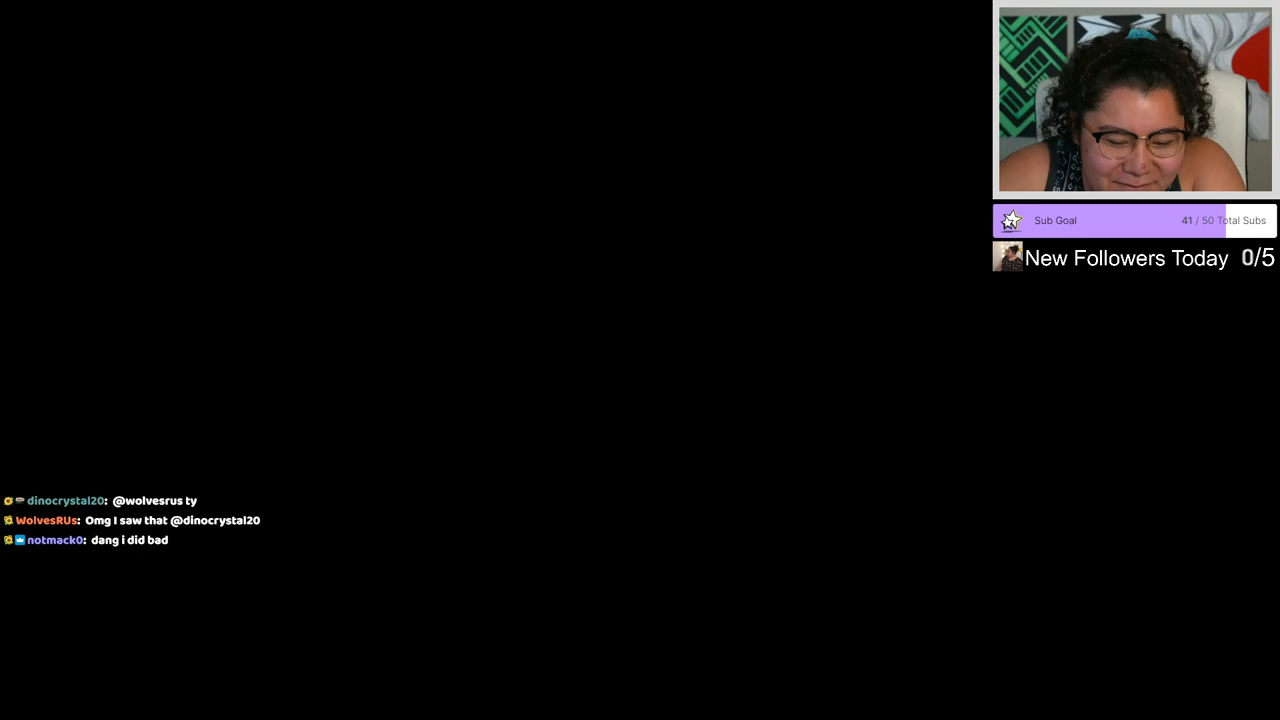 Sub Goal 41 / 50 Total Subs
New Followers Today 0/5
dinocrystal20: @wolvesrus ty
WolvesRUs: Omg I saw that @dinocrystal20
notmack0: dang i did bad